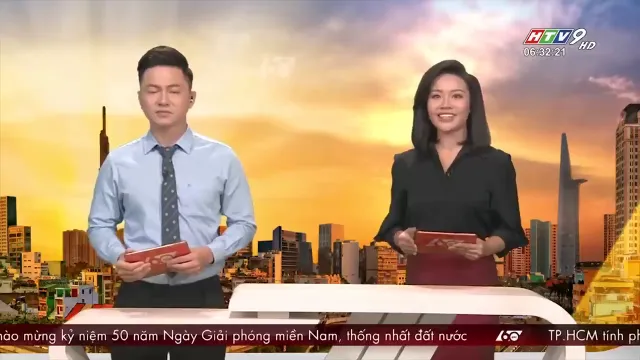 HTV9 HD
06:32:21
hào mừng kỷ niệm 50 năm Ngày Giải phóng miền Nam, thống nhất đất nước
60 TP.HCM tính